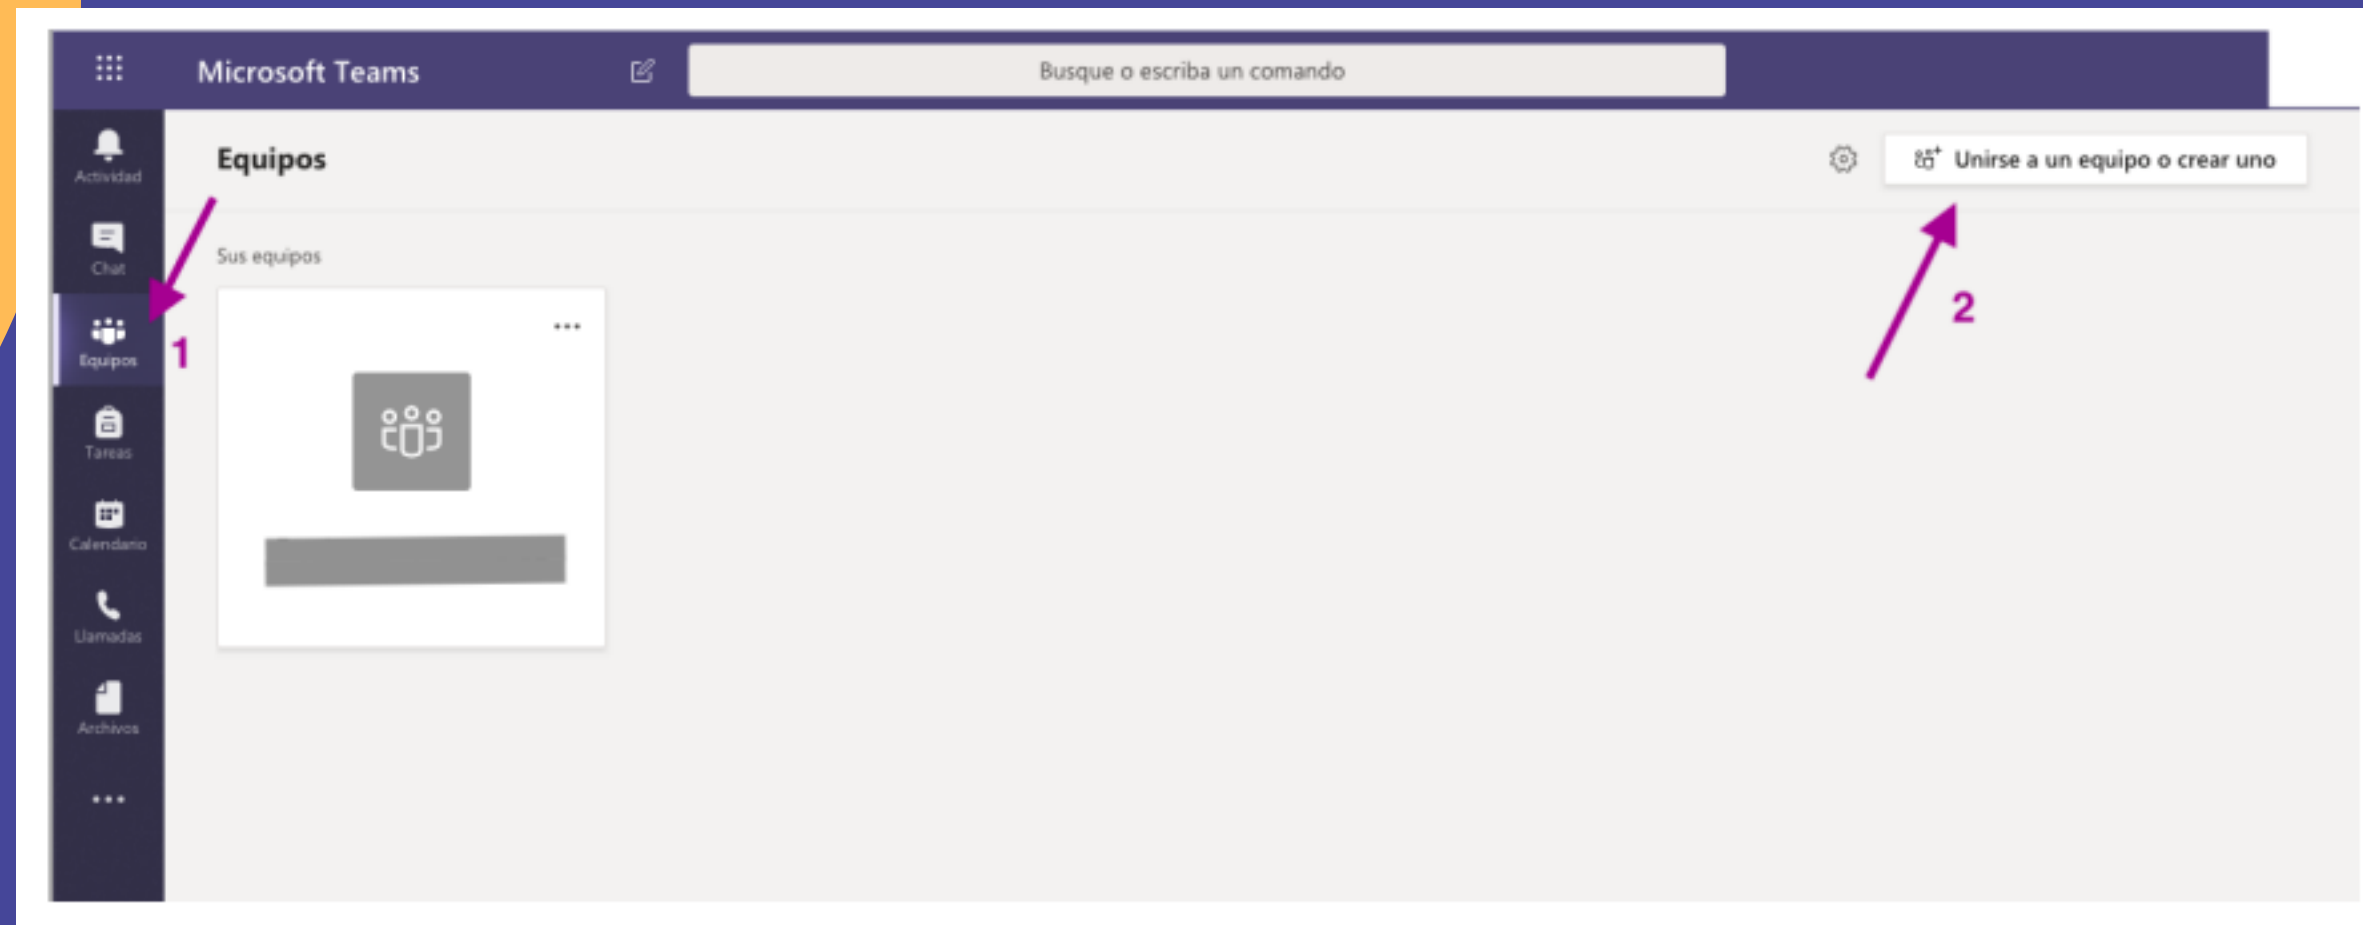 Microsoft Teams
Busque o escriba un comando
Actividad
Equipos
Unirse a un equipo o crear uno
Chat
Sus equipos
Equipos
1
2
Tareas
Calendario
Llamadas
Archivos